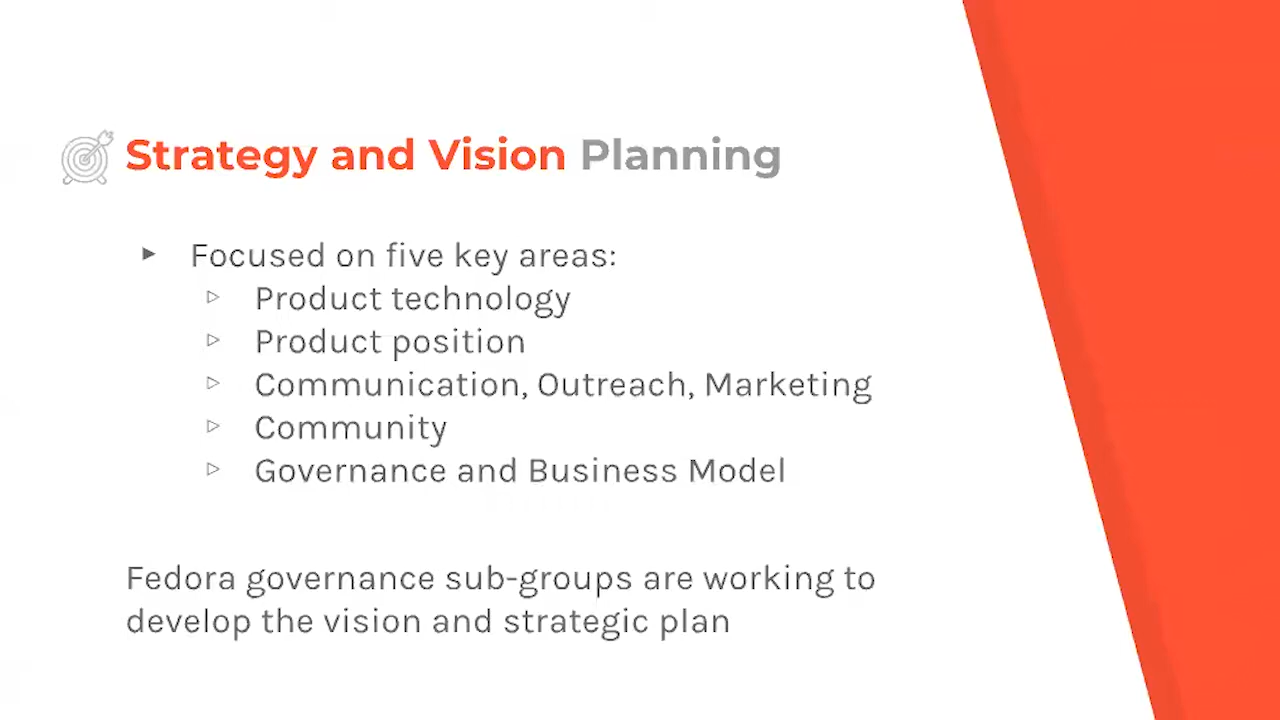 Strategy and Vision Planning
Focused on five key areas:
Product technology
Product position
Communication, Outreach, Marketing
Community
Governance and Business Model
Fedora governance sub-groups are working to
develop the vision and strategic plan